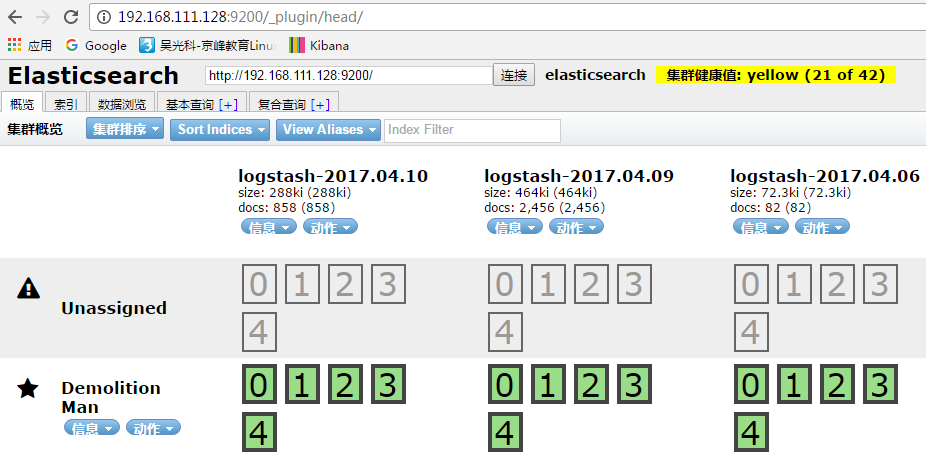 192.168.111.128:9200/_plugin/head/
应用 Google 吴光科-京峰教育Linu Kibana
Elasticsearch http://192.168.111.128:9200/ 连接 elasticsearch 集群健康值: yellow (21 of 42)
概览 索引 数据浏览 基本查询 [+] 复合查询 [+]
集群概览 集群排序 Sort Indices View Aliases Index Filter
logstash-2017.04.10 logstash-2017.04.09 logstash-2017.04.06
size: 288ki (288ki) size: 464ki (464ki) size: 72.3ki (72.3ki)
docs: 858 (858) docs: 2,456 (2,456) docs: 82 (82)
信息 动作 信息 动作 信息 动作
0 1 2 3 0 1 2 3 0 1 2 3
Unassigned
4 4 4
0 1 2 3 0 1 2 3 0 1 2 3
Demolition
Man
信息 动作 4 4 4